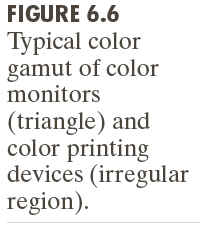 FIGURE 6.6
Typical color
gamut of color
monitors
(triangle) and
color printing
devices (irregular
region).